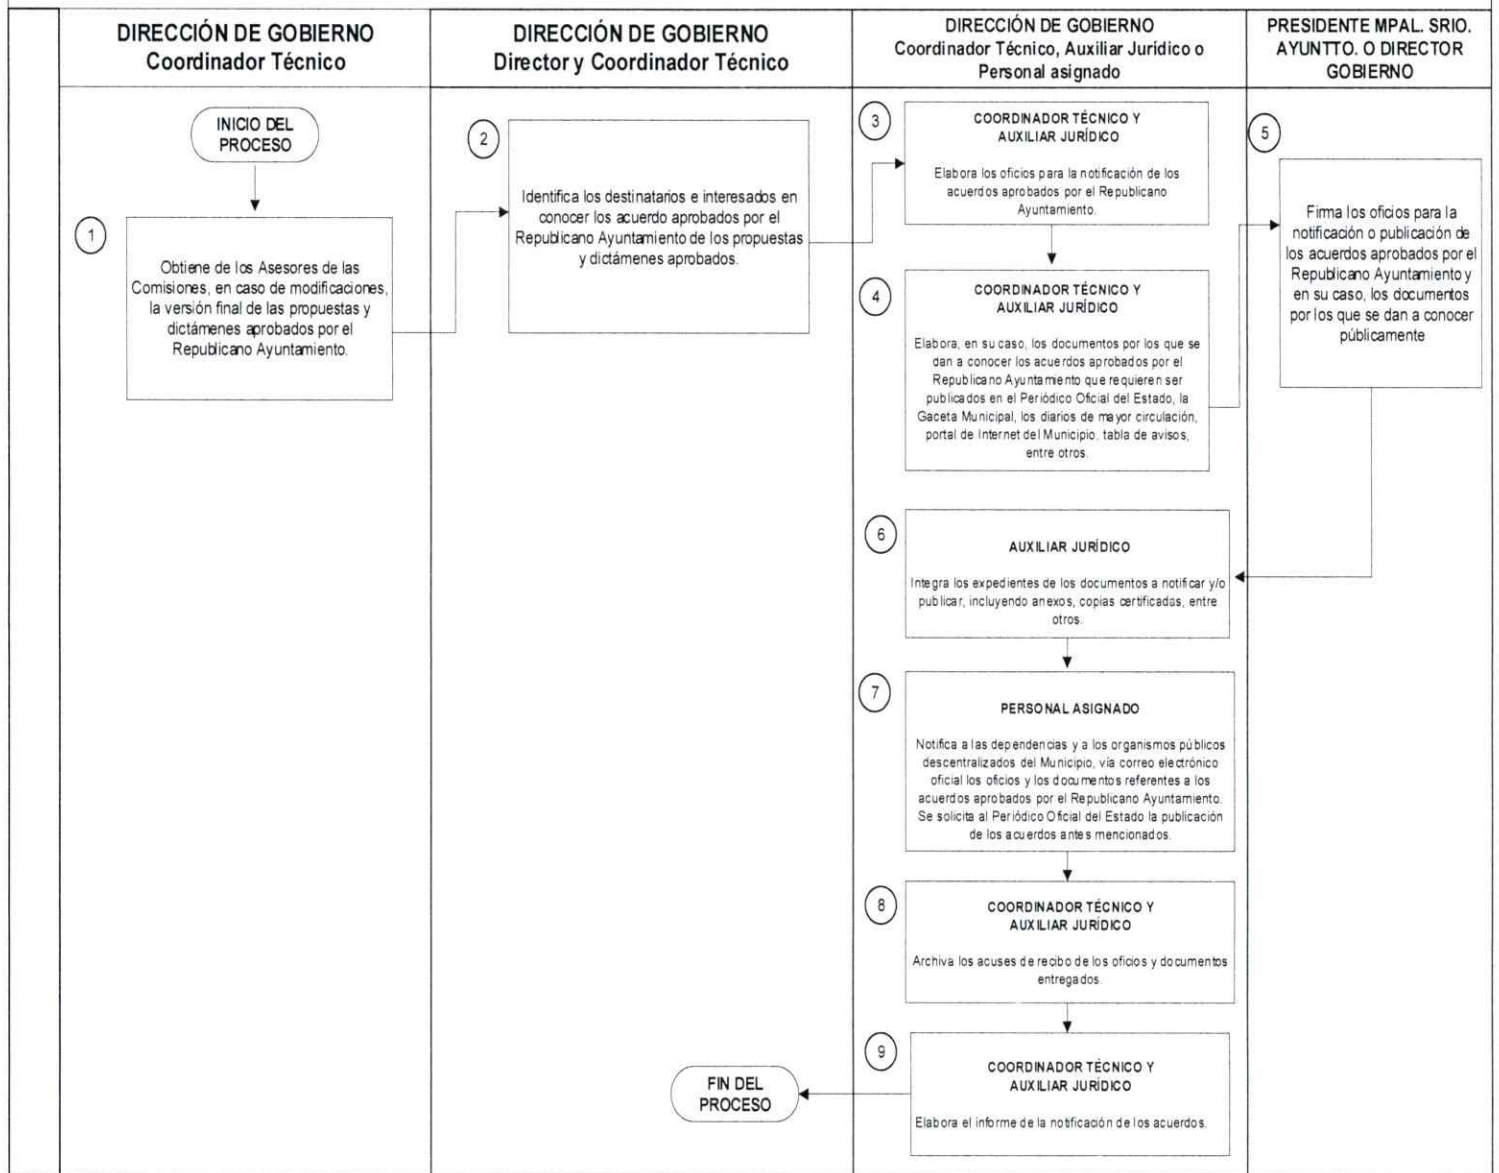 DIRECCIÓN DE GOBIERNO
Coordinador Técnico
DIRECCIÓN DE GOBIERNO
Director y Coordinador Técnico
DIRECCIÓN DE GOBIERNO
Coordinador Técnico, Auxiliar Jurídico o
Personal asignado
PRESIDENTE MPAL. SRIO.
AYUNTTO. O DIRECTOR
GOBIERNO
INICIO DEL
PROCESO
1
Obtiene de los Asesores de las
Comisiones, en caso de modificaciones,
la versión final de las propuestas y
dictámenes aprobados por el
Republicano Ayuntamiento.
2
Identifica los destinatarios e interesados en
conocer los acuerdo aprobados por el
Republicano Ayuntamiento de los propuestas
y dictámenes aprobados.
3
COORDINADOR TÉCNICO Y
AUXILIAR JURÍDICO
Elabora los oficios para la notificación de los
acuerdos aprobados por el Republicano
Ayuntamiento.
4
COORDINADOR TÉCNICO Y
AUXILIAR JURÍDICO
Elabora, en su caso, los documentos por los que se
dan a conocer los acuerdos aprobados por el
Republicano Ayuntamiento que requieren ser
publicados en el Periódico Oficial del Estado, la
Gaceta Municipal, los diarios de mayor circulación,
portal de Internet del Municipio, tabla de avisos,
entre otros.
5
Firma los oficios para la
notificación o publicación de
los acuerdos aprobados por el
Republicano Ayuntamiento y
en su caso, los documentos
por los que se dan a conocer
públicamente
6
AUXILIAR JURÍDICO
Integra los expedientes de los documentos a notificar y/o
publicar, incluyendo anexos, copias certificadas, entre
otros.
7
PERSONAL ASIGNADO
Notifica a las dependencias y a los organismos públicos
descentralizados del Municipio, vía correo electrónico
oficial los oficios y los documentos referentes a los
acuerdos aprobados por el Republicano Ayuntamiento.
Se solicita al Periódico Oficial del Estado la publicación
de los acuerdos antes mencionados.
8
COORDINADOR TÉCNICO Y
AUXILIAR JURÍDICO
Archiva los acuses de recibo de los oficios y documentos
entregados.
9
COORDINADOR TÉCNICO Y
AUXILIAR JURÍDICO
Elabora el informe de la notificación de los acuerdos.
FIN DEL
PROCESO